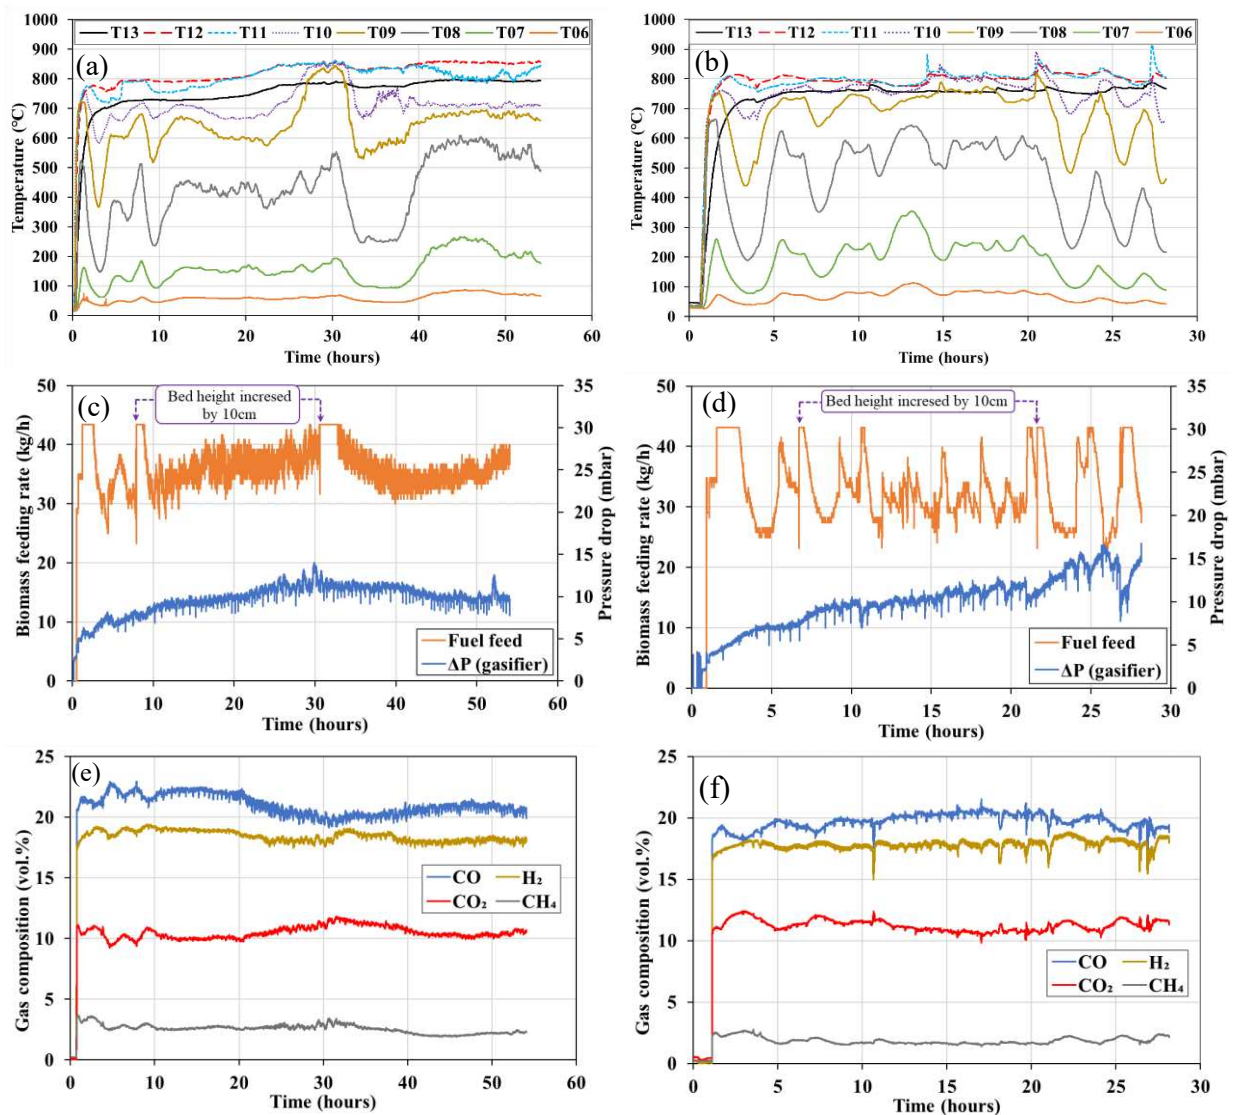 T13 T12 T11 T10 T09 T08 T07 T06
(a)
1000
900
800
700
600
500
400
300
200
100
0
Temperature (°C)
0 10 20 30 40 50 60
Time (hours)
T13 T12 T11 T10 T09 T08 T07 T06
(b)
1000
900
800
700
600
500
400
300
200
100
0
Temperature (°C)
0 5 10 15 20 25 30
Time (hours)
(c)
Bed height incresed
by 10cm
50
40
30
20
10
0
Biomass feeding rate (kg/h)
35
30
25
20
15
10
5
0
Pressure drop (mbar)
Fuel feed
ΔP (gasifier)
0 10 20 30 40 50 60
Time (hours)
(d)
Bed height incresed by 10cm
50
40
30
20
10
0
Biomass feeding rate (kg/h)
35
30
25
20
15
10
5
0
Pressure drop (mbar)
Fuel feed
ΔP (gasifier)
0 5 10 15 20 25 30
Time (hours)
(e)
25
20
15
10
5
0
Gas composition (vol.%)
CO H₂
CO₂ CH₄
0 10 20 30 40 50 60
Time (hours)
(f)
25
20
15
10
5
0
Gas composition (vol.%)
CO H₂
CO₂ CH₄
0 5 10 15 20 25 30
Time (hours)